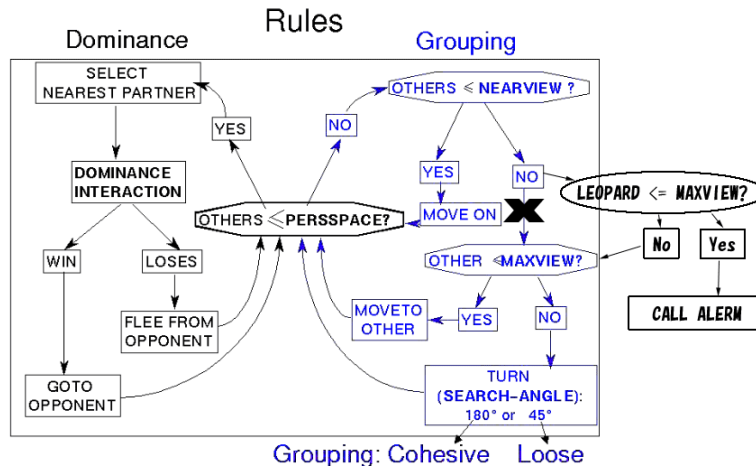 Rules
Dominance
Grouping
SELECT
NEAREST PARTNER
OTHERS ≤ NEARVIEW ?
YES
NO
DOMINANCE
INTERACTION
YES
NO
LEOPARD <= MAXVIEW?
OTHERS ≤ PERSSPACE?
MOVE ON
WIN
LOSES
No
Yes
OTHER ≤MAXVIEW?
FLEE FROM
OPPONENT
MOVETO
OTHER
YES
NO
CALL ALERM
GOTO
OPPONENT
TURN
(SEARCH-ANGLE):
180° or 45°
Grouping: Cohesive Loose